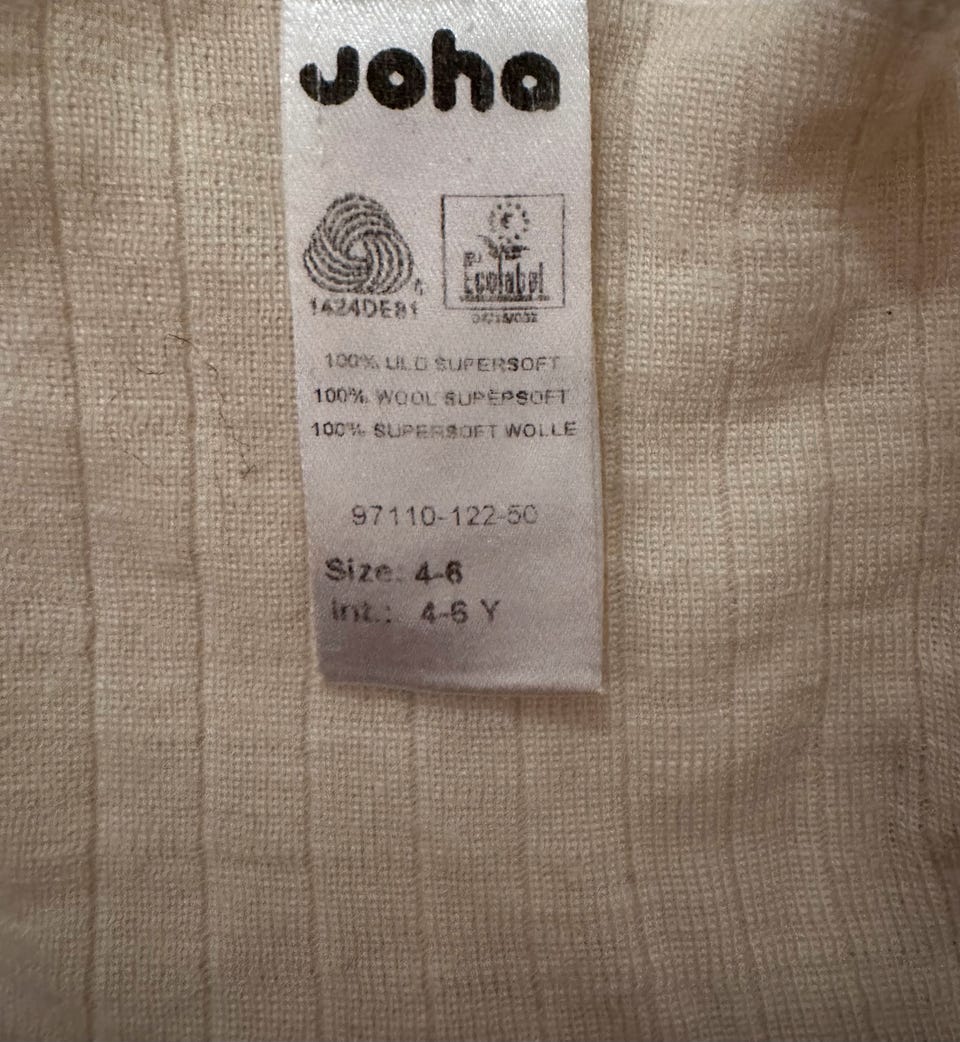 Joha
EU
Ecolabel
1424DE81
100% ULD SUPERSOFT
100% WOOL SUPERSOFT
100% SUPERSOFT WOLLE
97110-122-50
Size: 4-6
Int.: 4-6 Y